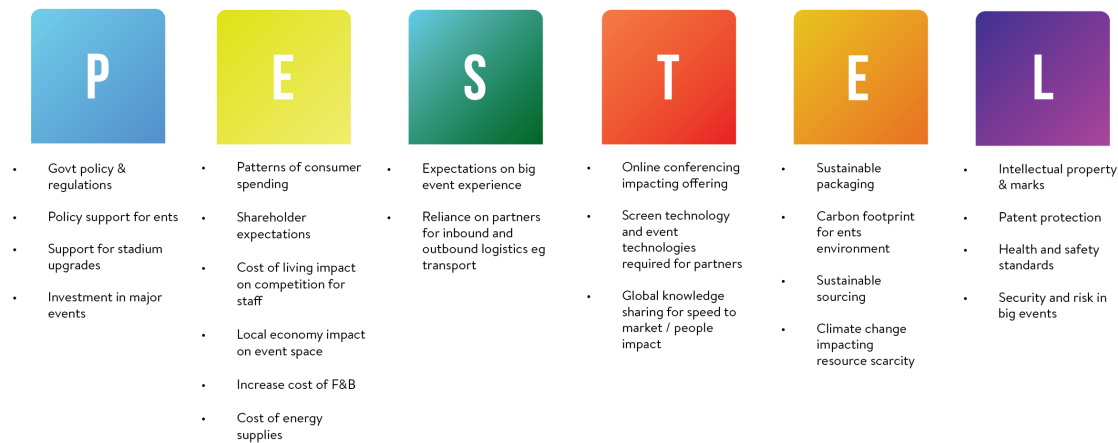 P
Govt policy &
regulations
Policy support for ents
Support for stadium
upgrades
Investment in major
events
E
Patterns of consumer
spending
Shareholder
expectations
Cost of living impact
on competition for
staff
Local economy impact
on event space
Increase cost of F&B
Cost of energy
supplies
S
Expectations on big
event experience
Reliance on partners
for inbound and
outbound logistics eg
transport
T
Online conferencing
impacting offering
Screen technology
and event
technologies
required for partners
Global knowledge
sharing for speed to
market / people
impact
E
Sustainable
packaging
Carbon footprint
for ents
environment
Sustainable
sourcing
Climate change
impacting
resource scarcity
L
Intellectual property
& marks
Patent protection
Health and safety
standards
Security and risk in
big events